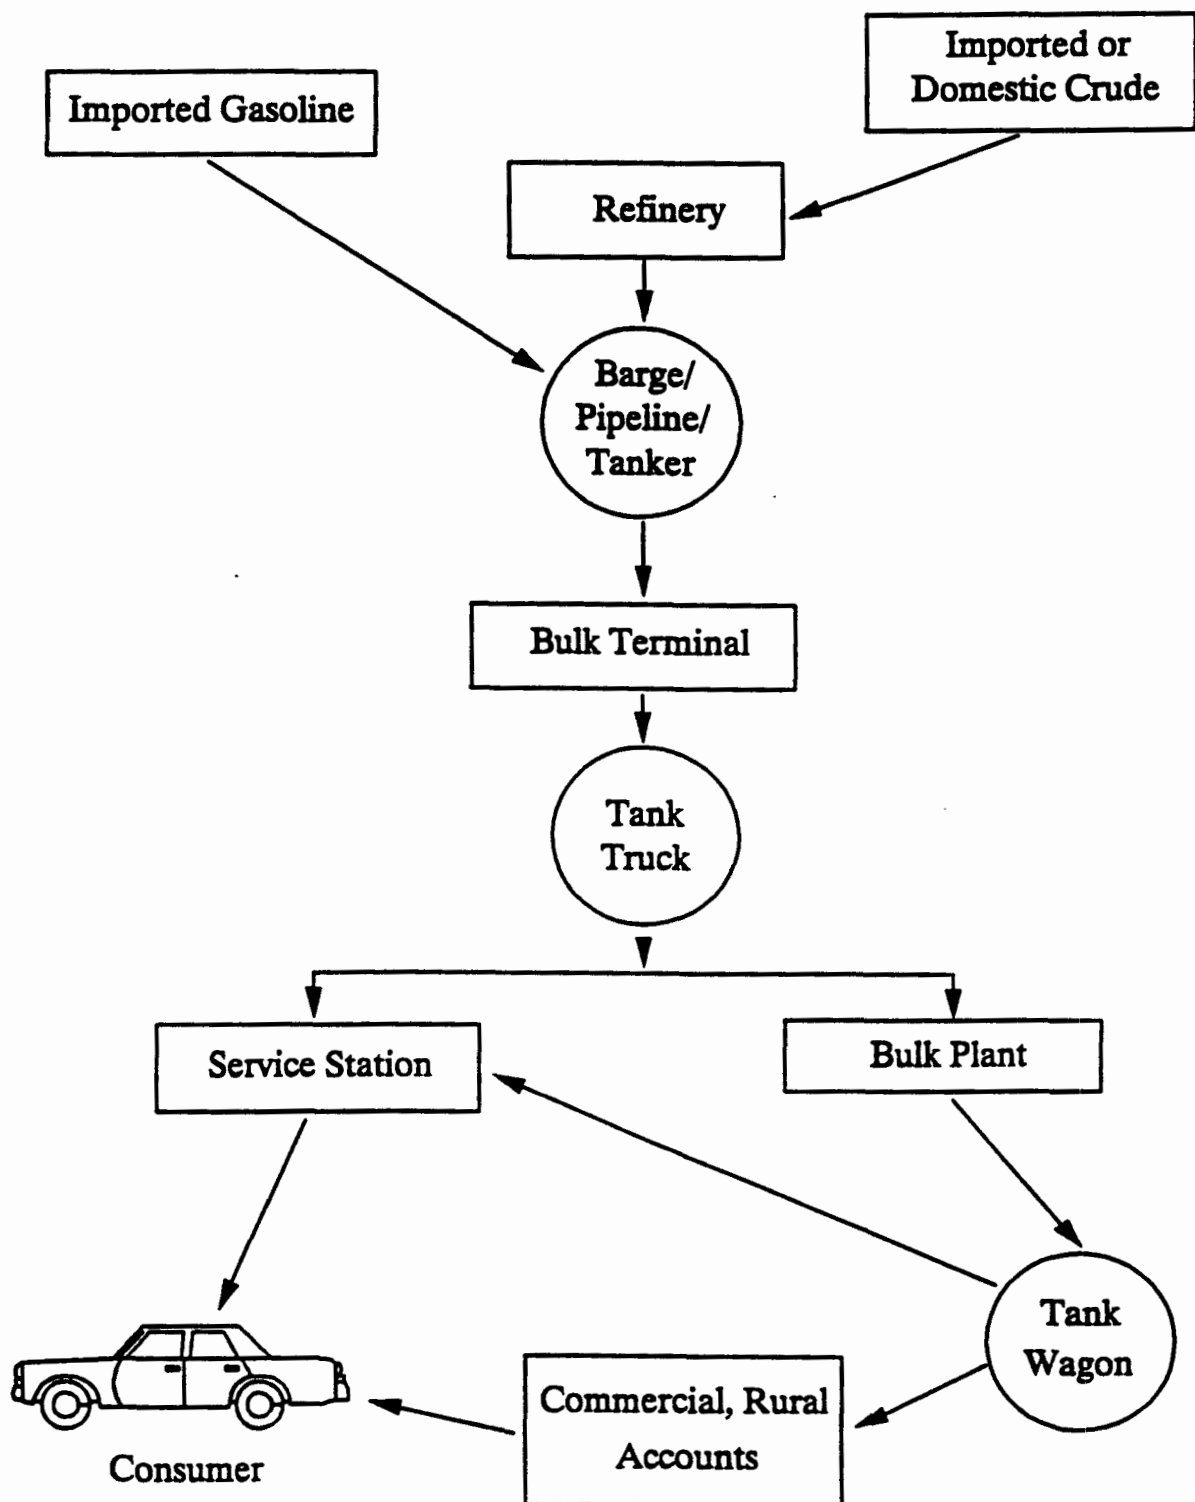 Imported or
Domestic Crude
Imported Gasoline
Refinery
Barge/
Pipeline/
Tanker
Bulk Terminal
Tank
Truck
Service Station
Bulk Plant
Tank
Wagon
Commercial, Rural
Accounts
Consumer